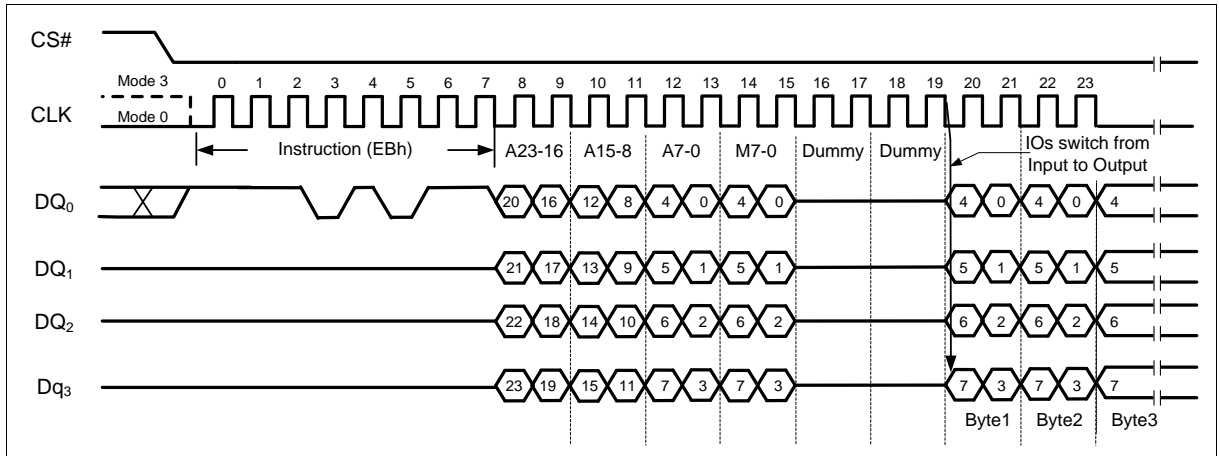 CS#
Mode 3
0 1 2 3 4 5 6 7 8 9 10 11 12 13 14 15 16 17 18 19 20 21 22 23
CLK
Mode 0
Instruction (EBh)
A23-16 A15-8 A7-0 M7-0 Dummy Dummy
IOs switch from
Input to Output
DQ0 20 16 12 8 4 0 4 0 4 0 4 0 4
DQ1 21 17 13 9 5 1 5 1 5 1 5 1 5
DQ2 22 18 14 10 6 2 6 2 6 2 6 2 6
Dq3 23 19 15 11 7 3 7 3 7 3 7 3 7
Byte1 Byte2 Byte3